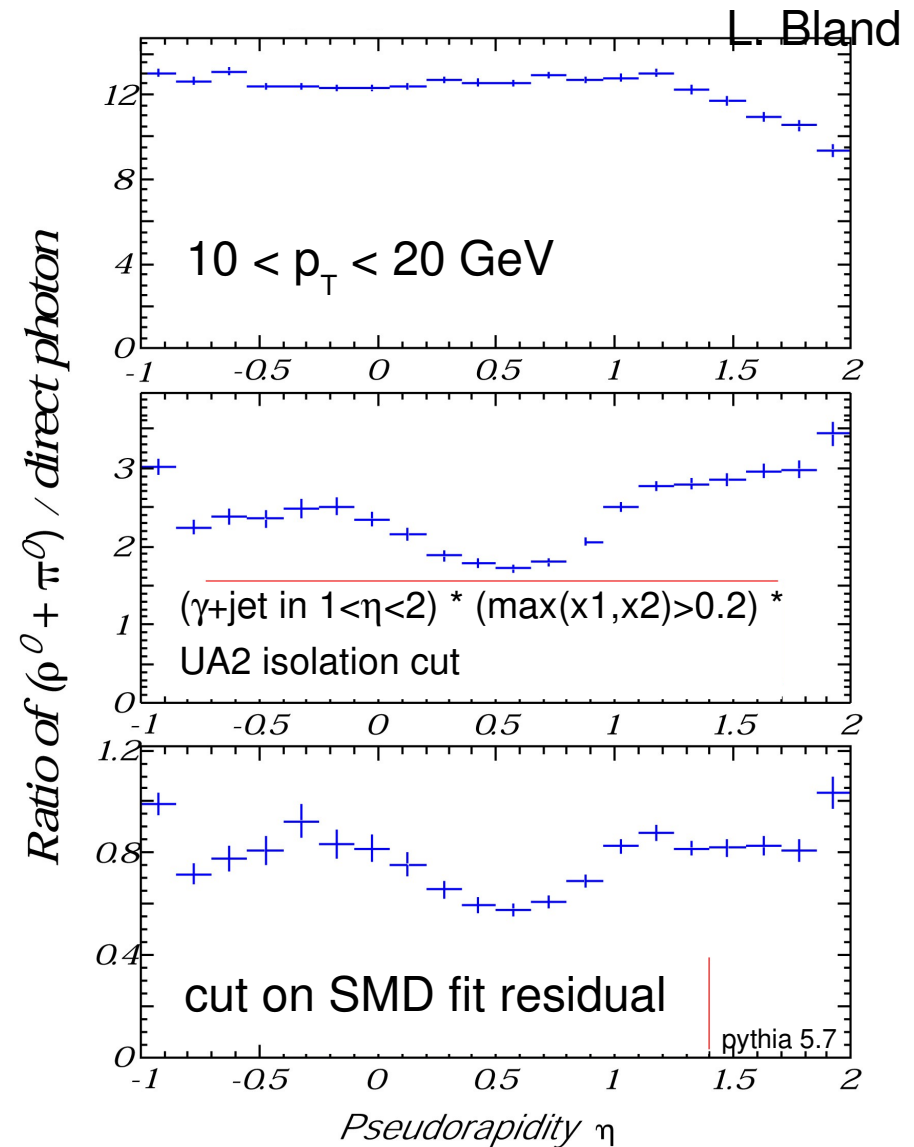 L. Bland
Ratio of (ρ⁰ + π⁰) / direct photon
12
8
4
0
10 < p_T < 20 GeV
-1 -0.5 0 0.5 1 1.5 2
3
2
1
0
(γ+jet in 1<η<2) * (max(x1,x2)>0.2) *
UA2 isolation cut
-1 -0.5 0 0.5 1 1.5 2
1.2
0.8
0.4
0
cut on SMD fit residual
pythia 5.7
-1 -0.5 0 0.5 1 1.5 2
Pseudorapidity η